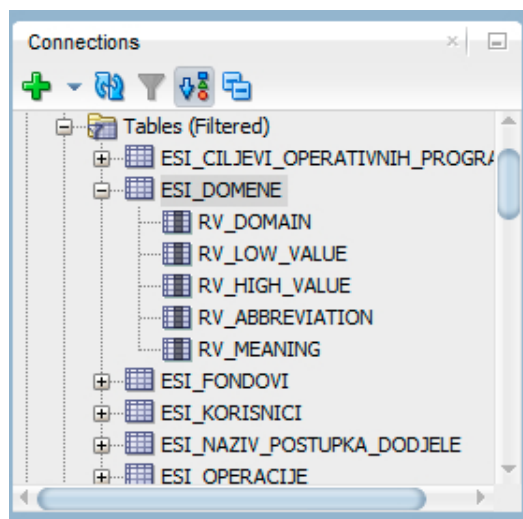 Connections
Tables (Filtered)
ESI_CILJEVI_OPERATIVNIH_PROGRA
ESI_DOMENE
RV_DOMAIN
RV_LOW_VALUE
RV_HIGH_VALUE
RV_ABBREVIATION
RV_MEANING
ESI_FONDOVI
ESI_KORISNICI
ESI_NAZIV_POSTUPKA_DODJELE
ESI_OPERACIJE